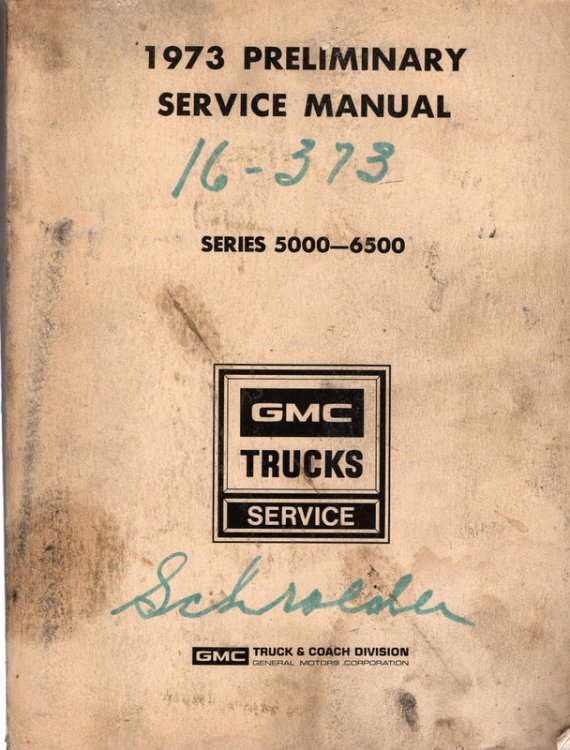 1973 PRELIMINARY
SERVICE MANUAL
16-373
SERIES 5000—6500
GMC
TRUCKS
SERVICE
Schroeder
GMC TRUCK & COACH DIVISION
GENERAL MOTORS CORPORATION